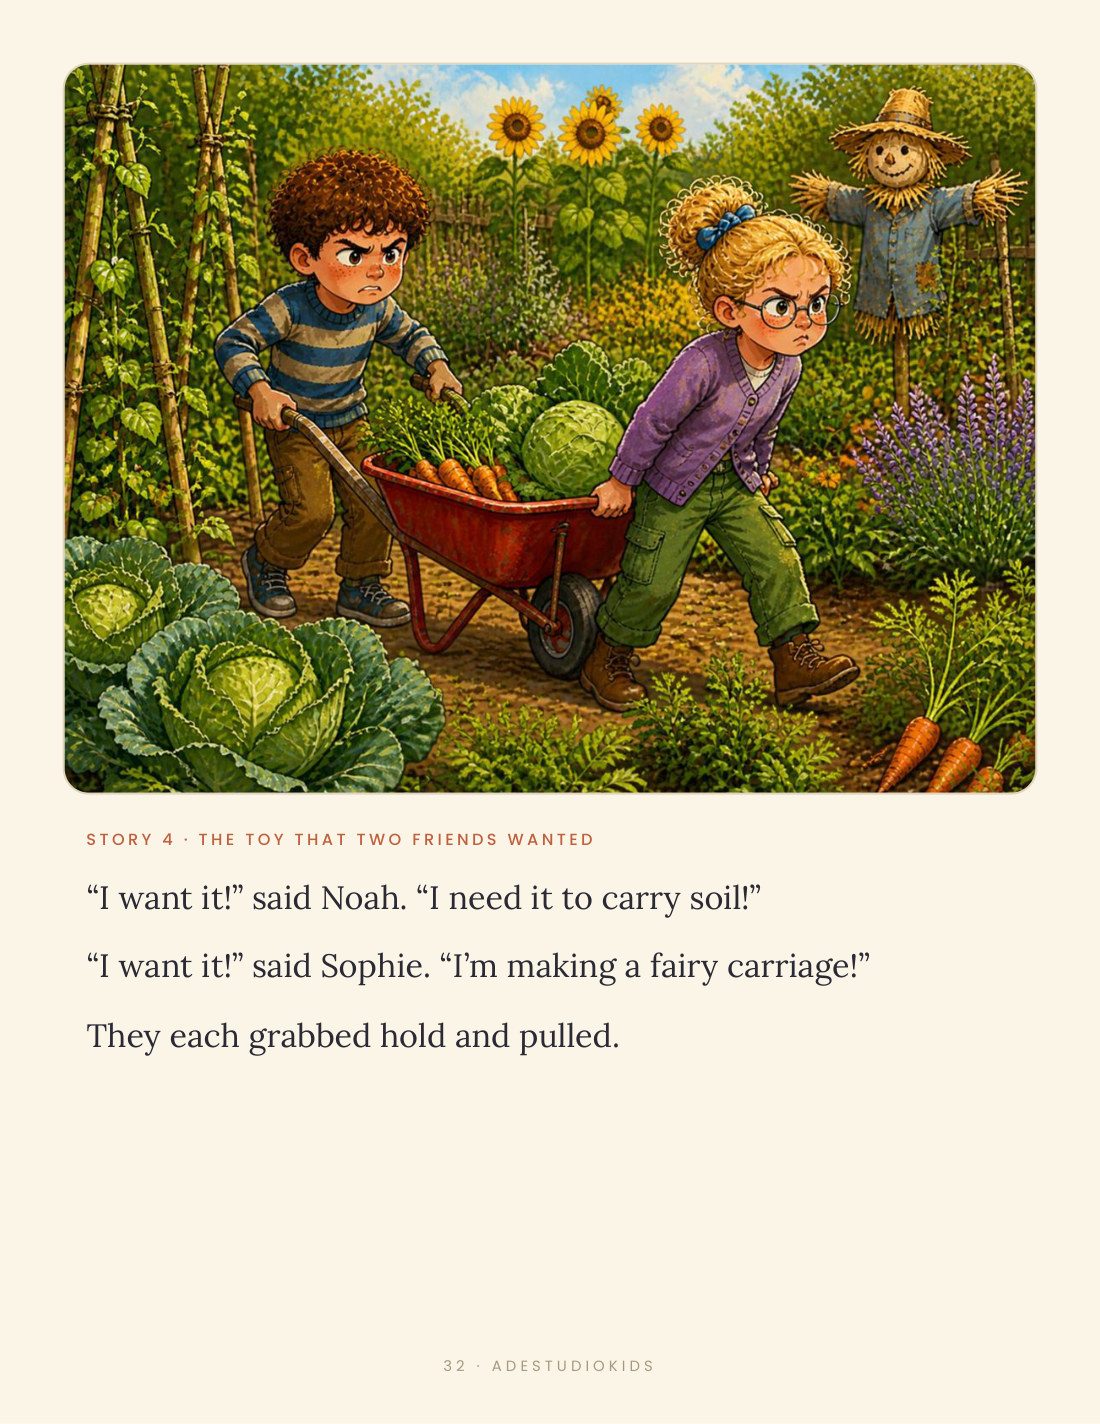 STORY 4 · THE TOY THAT TWO FRIENDS WANTED
“I want it!” said Noah. “I need it to carry soil!”
“I want it!” said Sophie. “I’m making a fairy carriage!”
They each grabbed hold and pulled.
32 · ADESTUDIOKIDS